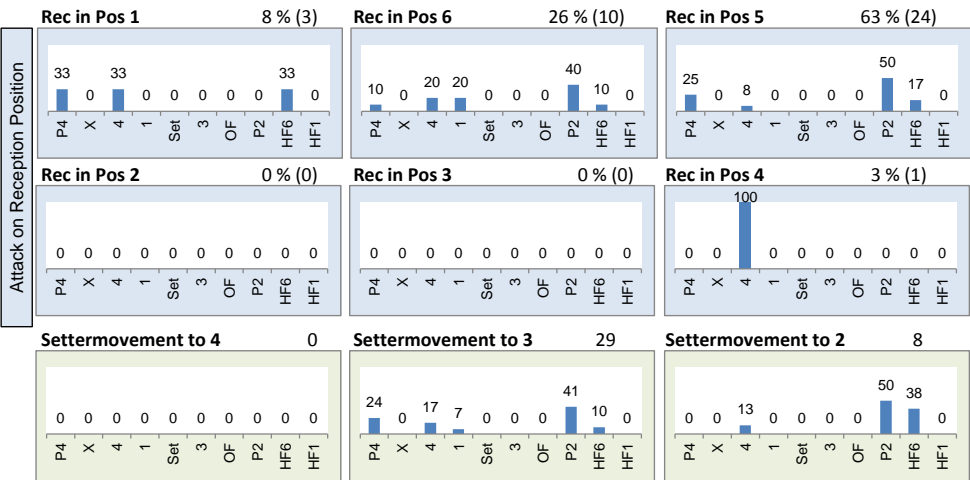 Attack on Reception Position
Rec in Pos 1 8 % (3)
33 0 33 0 0 0 0 0 33 0
P4 X 4 1 Set 3 OF P2 HF6 HF1
Rec in Pos 6 26 % (10)
10 0 20 20 0 0 0 40 10 0
P4 X 4 1 Set 3 OF P2 HF6 HF1
Rec in Pos 5 63 % (24)
25 0 8 0 0 0 0 50 17 0
P4 X 4 1 Set 3 OF P2 HF6 HF1
Rec in Pos 2 0 % (0)
0 0 0 0 0 0 0 0 0 0
P4 X 4 1 Set 3 OF P2 HF6 HF1
Rec in Pos 3 0 % (0)
0 0 0 0 0 0 0 0 0 0
P4 X 4 1 Set 3 OF P2 HF6 HF1
Rec in Pos 4 3 % (1)
0 0 100 0 0 0 0 0 0 0
P4 X 4 1 Set 3 OF P2 HF6 HF1
Settermovement to 4 0
0 0 0 0 0 0 0 0 0 0
P4 X 4 1 Set 3 OF P2 HF6 HF1
Settermovement to 3 29
24 0 17 7 0 0 0 41 10 0
P4 X 4 1 Set 3 OF P2 HF6 HF1
Settermovement to 2 8
0 0 13 0 0 0 0 50 38 0
P4 X 4 1 Set 3 OF P2 HF6 HF1